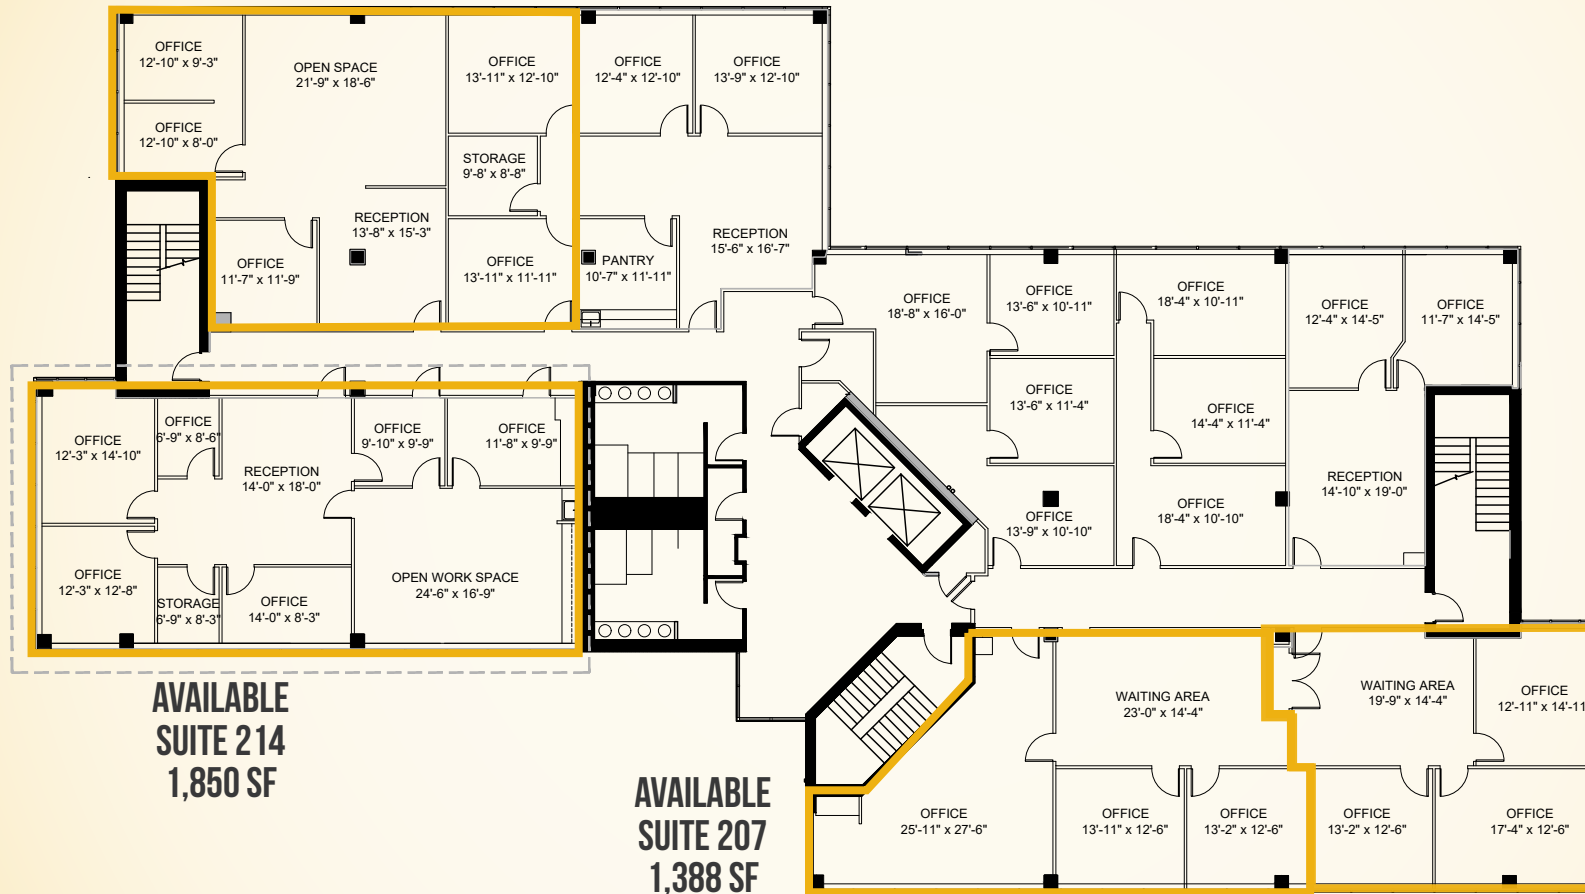 OFFICE
12'-10" x 9'-3"
OPEN SPACE
21'-9" x 18'-6"
OFFICE
13'-11" x 12'-10"
OFFICE
12'-4" x 12'-10"
OFFICE
13'-9" x 12'-10"
OFFICE
12'-10" x 8'-0"
STORAGE
9'-8' x 8'-8"
RECEPTION
13'-8" x 15'-3"
RECEPTION
15'-6" x 16'-7"
OFFICE
11'-7" x 11'-9"
OFFICE
13'-11" x 11'-11"
PANTRY
10'-7" x 11'-11"
OFFICE
18'-8" x 16'-0"
OFFICE
13'-6" x 10'-11"
OFFICE
18'-4" x 10'-11"
OFFICE
12'-4" x 14'-5"
OFFICE
11'-7" x 14'-5"
OFFICE
13'-6" x 11'-4"
OFFICE
14'-4" x 11'-4"
OFFICE
12'-3" x 14'-10"
OFFICE
6'-9" x 8'-6"
OFFICE
9'-10" x 9'-9"
OFFICE
11'-8" x 9'-9"
RECEPTION
14'-0" x 18'-0"
RECEPTION
14'-10" x 19'-0"
OFFICE
13'-9" x 10'-10"
OFFICE
18'-4" x 10'-10"
OFFICE
12'-3" x 12'-8"
STORAGE
6'-9" x 8'-3"
OFFICE
14'-0" x 8'-3"
OPEN WORK SPACE
24'-6" x 16'-9"
AVAILABLE
SUITE 214
1,850 SF
WAITING AREA
23'-0" x 14'-4"
WAITING AREA
19'-9" x 14'-4"
OFFICE
12'-11" x 14'-11
AVAILABLE
SUITE 207
1,388 SF
OFFICE
25'-11" x 27'-6"
OFFICE
13'-11" x 12'-6"
OFFICE
13'-2" x 12'-6"
OFFICE
13'-2" x 12'-6"
OFFICE
17'-4" x 12'-6"